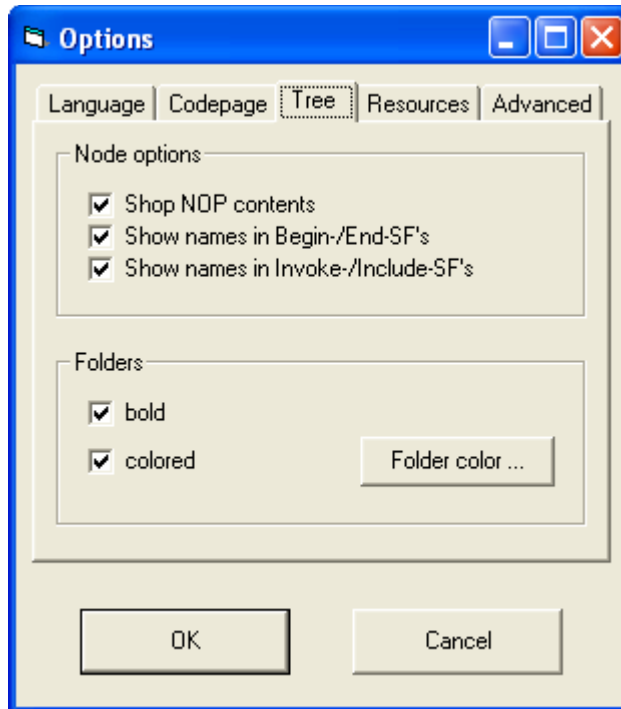 Options
Language Codepage Tree Resources Advanced
Node options
Shop NOP contents
Show names in Begin-/End-SF's
Show names in Invoke-/Include-SF's
Folders
bold
colored Folder color ...
OK Cancel